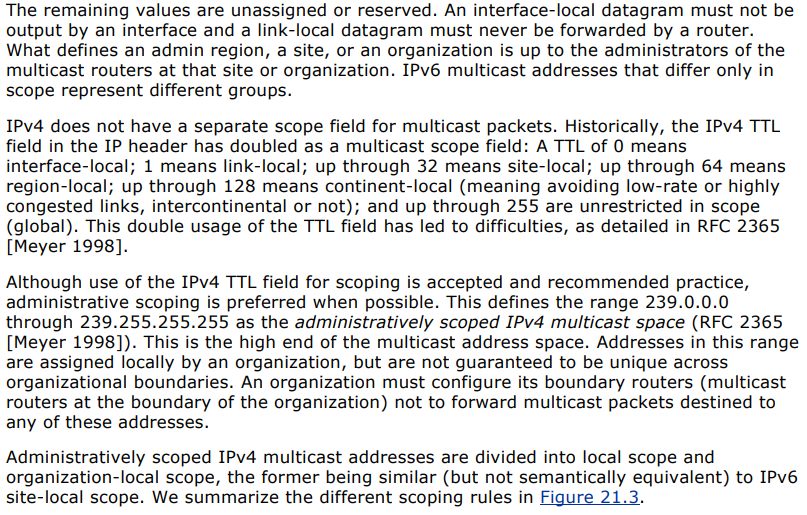 The remaining values are unassigned or reserved. An interface-local datagram must not be
output by an interface and a link-local datagram must never be forwarded by a router.
What defines an admin region, a site, or an organization is up to the administrators of the
multicast routers at that site or organization. IPv6 multicast addresses that differ only in
scope represent different groups.
IPv4 does not have a separate scope field for multicast packets. Historically, the IPv4 TTL
field in the IP header has doubled as a multicast scope field: A TTL of 0 means
interface-local; 1 means link-local; up through 32 means site-local; up through 64 means
region-local; up through 128 means continent-local (meaning avoiding low-rate or highly
congested links, intercontinental or not); and up through 255 are unrestricted in scope
(global). This double usage of the TTL field has led to difficulties, as detailed in RFC 2365
[Meyer 1998].
Although use of the IPv4 TTL field for scoping is accepted and recommended practice,
administrative scoping is preferred when possible. This defines the range 239.0.0.0
through 239.255.255.255 as the administratively scoped IPv4 multicast space (RFC 2365
[Meyer 1998]). This is the high end of the multicast address space. Addresses in this range
are assigned locally by an organization, but are not guaranteed to be unique across
organizational boundaries. An organization must configure its boundary routers (multicast
routers at the boundary of the organization) not to forward multicast packets destined to
any of these addresses.
Administratively scoped IPv4 multicast addresses are divided into local scope and
organization-local scope, the former being similar (but not semantically equivalent) to IPv6
site-local scope. We summarize the different scoping rules in Figure 21.3.